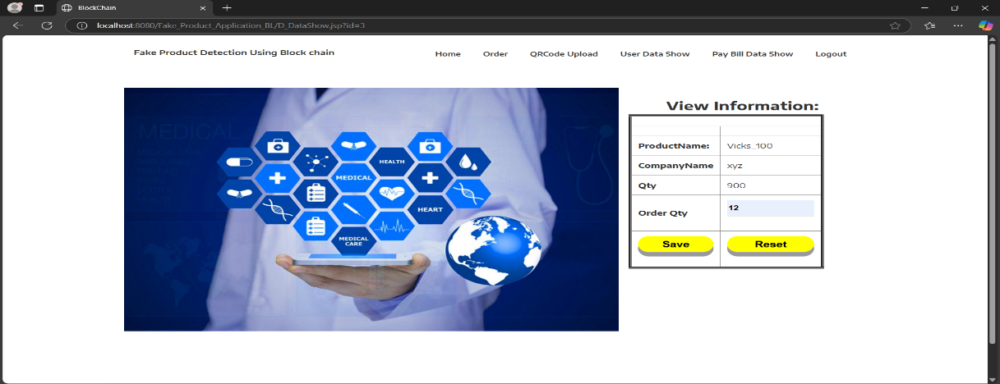 BlockChain
localhost:8080/Fake_Product_Application_BL/D_DataShow.jsp?id=3
Fake Product Detection Using Block chain
Home Order QRCode Upload User Data Show Pay Bill Data Show Logout
MEDICAL
HEALTH
MEDICAL
HEART
MEDICAL
CARE
View Information:
ProductName: Vicks_100
CompanyName xyz
Qty 900
Order Qty 12
Save Reset